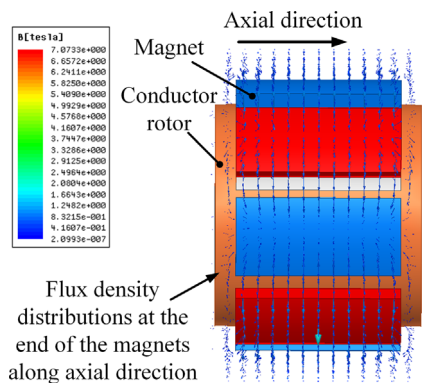 B[tesla]
7.0733e+000
6.6572e+000
6.2411e+000
5.8250e+000
5.4090e+000
4.9929e+000
4.5768e+000
4.1607e+000
3.7447e+000
3.3286e+000
2.9125e+000
2.4964e+000
2.0804e+000
1.6643e+000
1.2482e+000
8.3215e-001
4.1607e-001
2.0993e-007
Axial direction
Magnet
Conductor
rotor
Flux density
distributions at the
end of the magnets
along axial direction